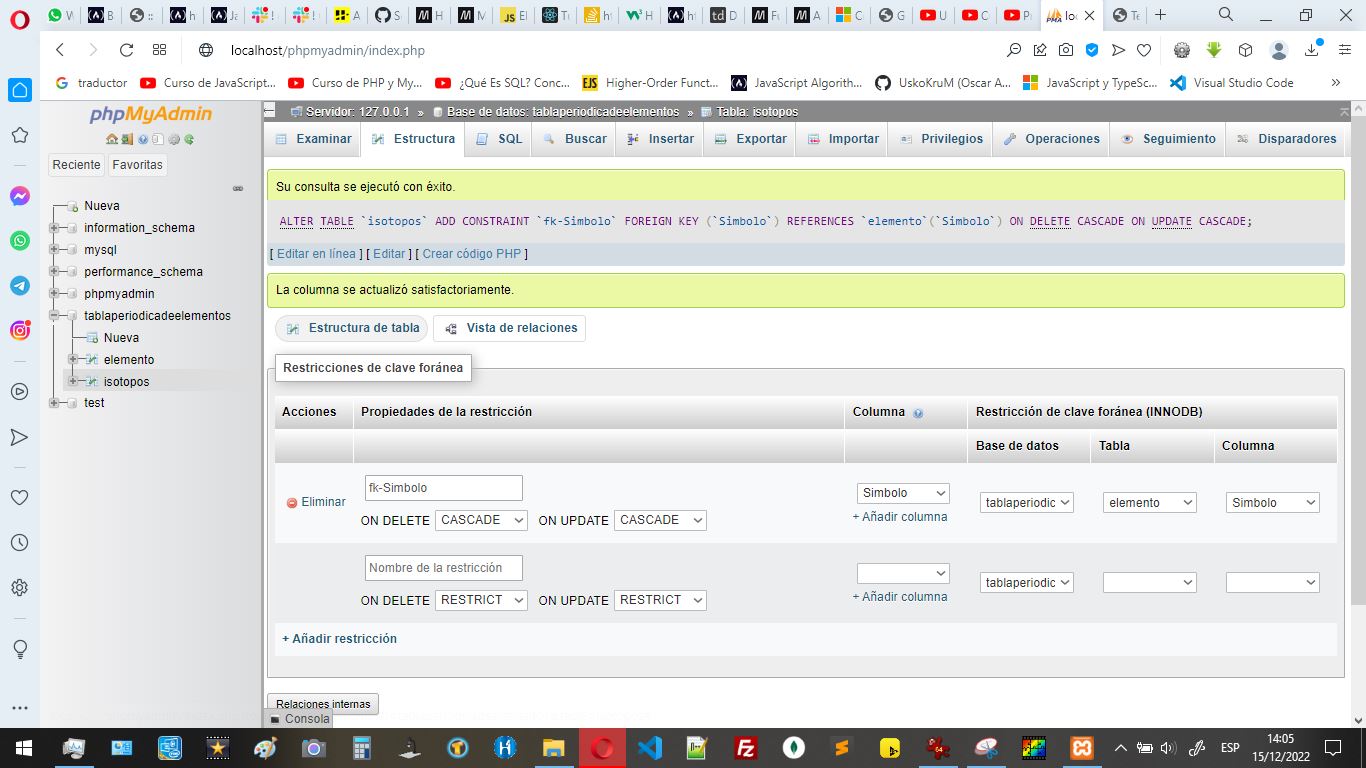 localhost/phpmyadmin/index.php
traductor
Curso de JavaScript...
Curso de PHP y My...
¿Qué Es SQL? Conc...
Higher-Order Funct...
JavaScript Algorith...
UskoKruM (Oscar A...
JavaScript y TypeSc...
Visual Studio Code
phpMyAdmin
Reciente
Favoritas
Nueva
information_schema
mysql
performance_schema
phpmyadmin
tablaperiodicadeelementos
Nueva
elemento
isotopos
test
Servidor: 127.0.0.1 » Base de datos: tablaperiodicadeelementos » Tabla: isotopos
Examinar Estructura SQL Buscar Insertar Exportar Importar Privilegios Operaciones Seguimiento Disparadores
Su consulta se ejecutó con éxito.
ALTER TABLE `isotopos` ADD CONSTRAINT `fk-Simbolo` FOREIGN KEY (`Simbolo`) REFERENCES `elemento`(`Simbolo`) ON DELETE CASCADE ON UPDATE CASCADE;
[ Editar en línea ] [ Editar ] [ Crear código PHP ]
La columna se actualizó satisfactoriamente.
Estructura de tabla Vista de relaciones
Restricciones de clave foránea
Acciones Propiedades de la restricción Columna Restricción de clave foránea (INNODB)
Base de datos Tabla Columna
Eliminar
fk-Simbolo
ON DELETE CASCADE ON UPDATE CASCADE
Simbolo
+ Añadir columna
tablaperiodic elemento Simbolo
Nombre de la restricción
ON DELETE RESTRICT ON UPDATE RESTRICT
+ Añadir columna
tablaperiodic
+ Añadir restricción
Relaciones internas
Consola
ESP
14:05
15/12/2022